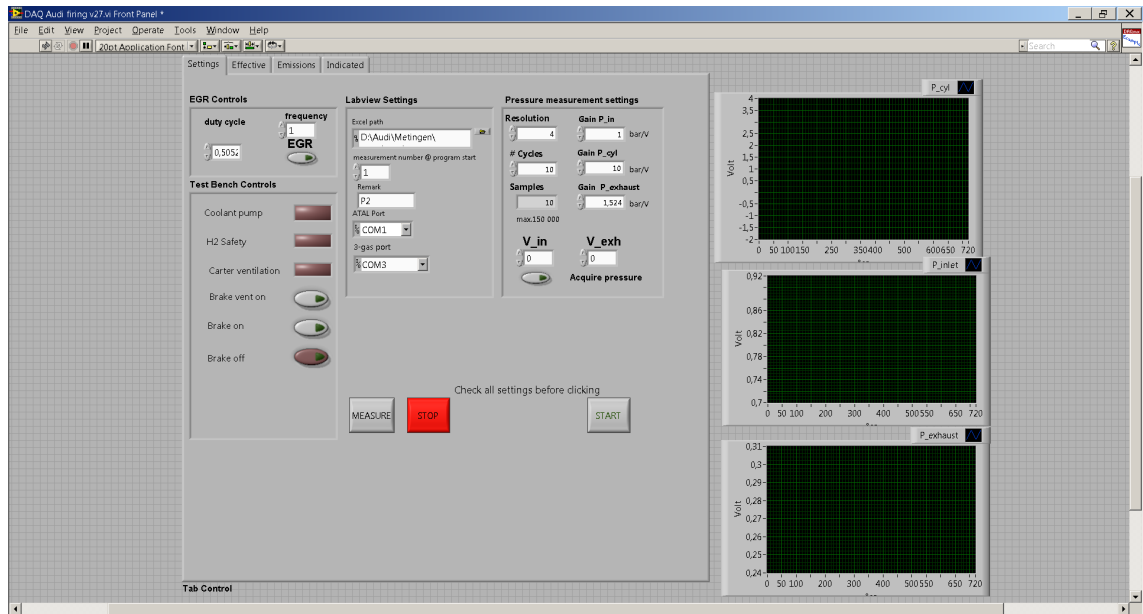 DAQ Audi firing v27.vi Front Panel *
File Edit View Project Operate Tools Window Help
20pt Application Font
Search
Settings Effective Emissions Indicated
EGR Controls
duty cycle
frequency
1
0,5052
EGR
Test Bench Controls
Coolant pump
H2 Safety
Carter ventilation
Brake vent on
Brake on
Brake off
Labview Settings
Excel path
D:\Audi\Metingen\
measurement number @ program start
1
Remark
P2
ATAL Port
COM1
3-gas port
COM3
Pressure measurement settings
Resolution Gain P_in
4 1 bar/V
# Cycles Gain P_cyl
10 10 bar/V
Samples Gain P_exhaust
10 1,524 bar/V
max.150 000
V_in V_exh
0 0
Acquire pressure
Check all settings before clicking
MEASURE STOP START
Tab Control
P_cyl
4
3,5
2,5
2
1,5
1
0,5
-0,5
-1
-1,5
-2
Volt
0 50 100 150 250 350 400 500 600 650 720
P_inlet
0,92
0,86
0,82
0,78
0,74
0,7
Volt
0 50 100 200 300 400 500 550 650 720
P_exhaust
0,31
0,3
0,28
0,27
0,26
0,25
0,24
Volt
0 50 100 200 300 400 500 550 650 720